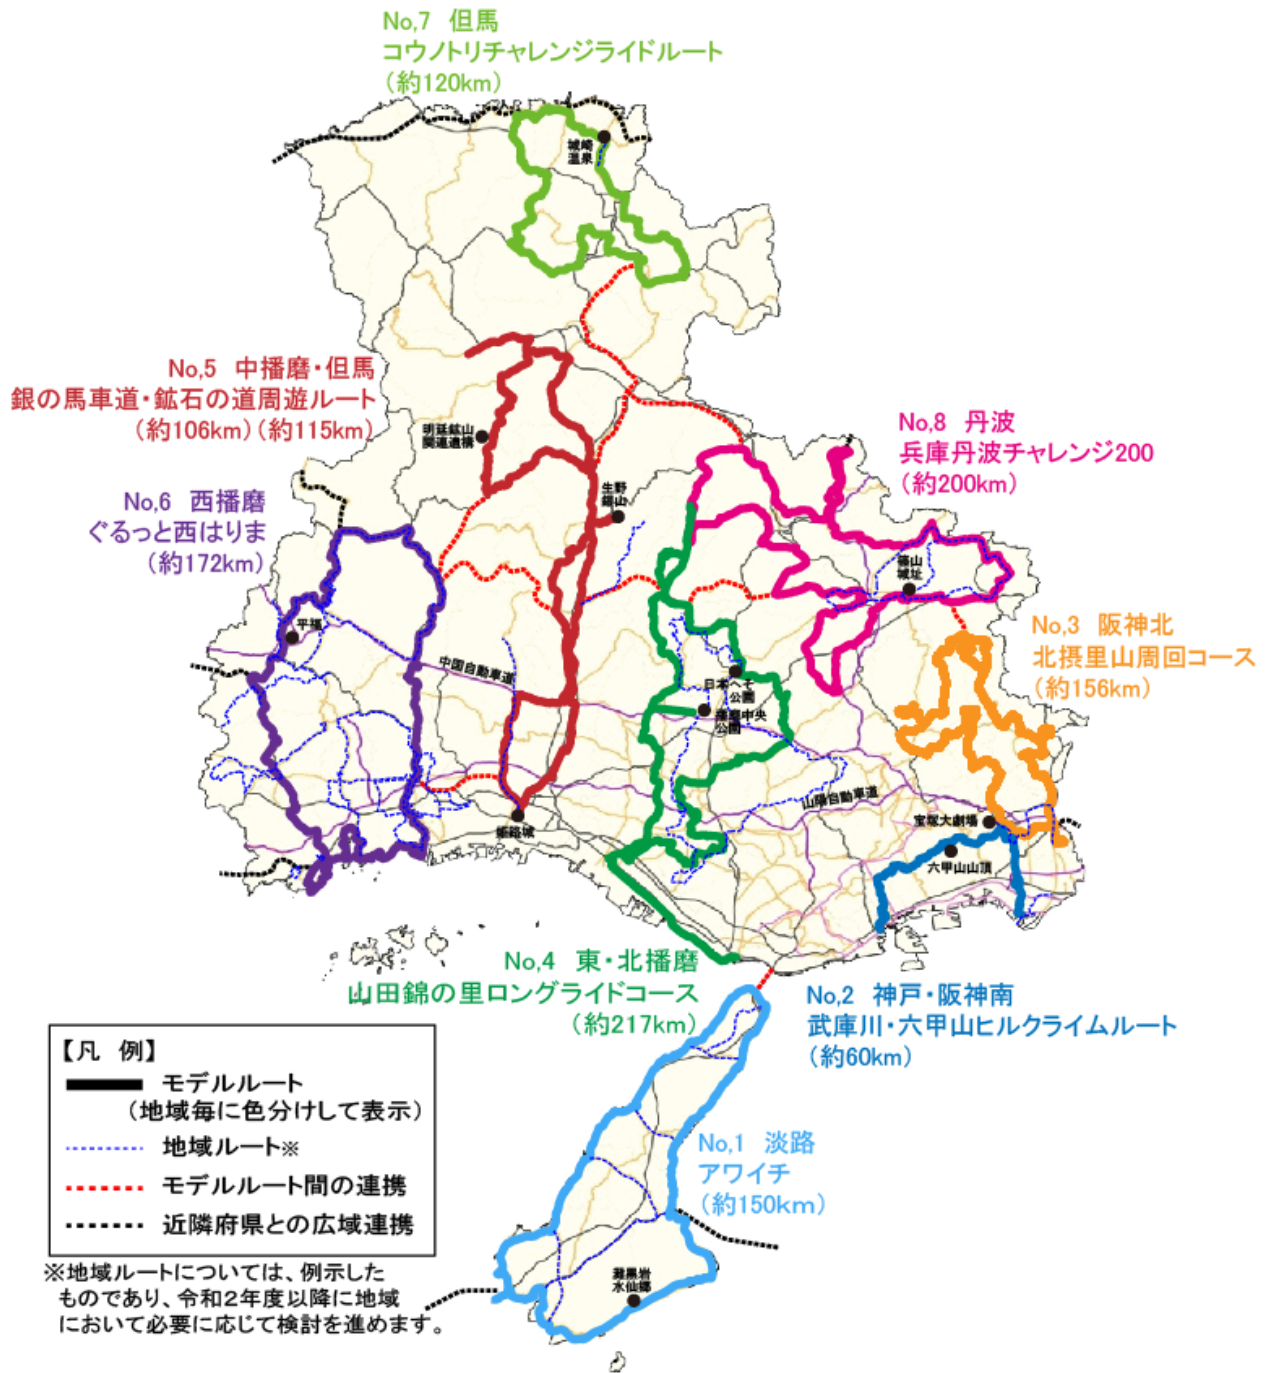 No,7 但馬
コウノトリチャレンジライドルート
（約120km）
城崎
温泉
No,5 中播磨・但馬
銀の馬車道・鉱石の道周遊ルート
（約106km）（約115km）
明延鉱山
関連遺構
生野
銀山
No,8 丹波
兵庫丹波チャレンジ200
（約200km）
篠山
城址
No,6 西播磨
ぐるっと西はりま
（約172km）
平福
中国自動車道
No,3 阪神北
北摂里山周回コース
（約156km）
日本へそ
公園
播磨中央
公園
山陽自動車道
宝塚大劇場
六甲山山頂
姫路城
No,4 東・北播磨
山田錦の里ロングライドコース
（約217km）
No,2 神戸・阪神南
武庫川・六甲山ヒルクライムルート
（約60km）
No,1 淡路
アワイチ
（約150km）
灘黒岩
水仙郷
【凡 例】
モデルルート
（地域毎に色分けして表示）
地域ルート※
モデルルート間の連携
近隣府県との広域連携
※地域ルートについては、例示した
ものであり、令和２年度以降に地域
において必要に応じて検討を進めます。